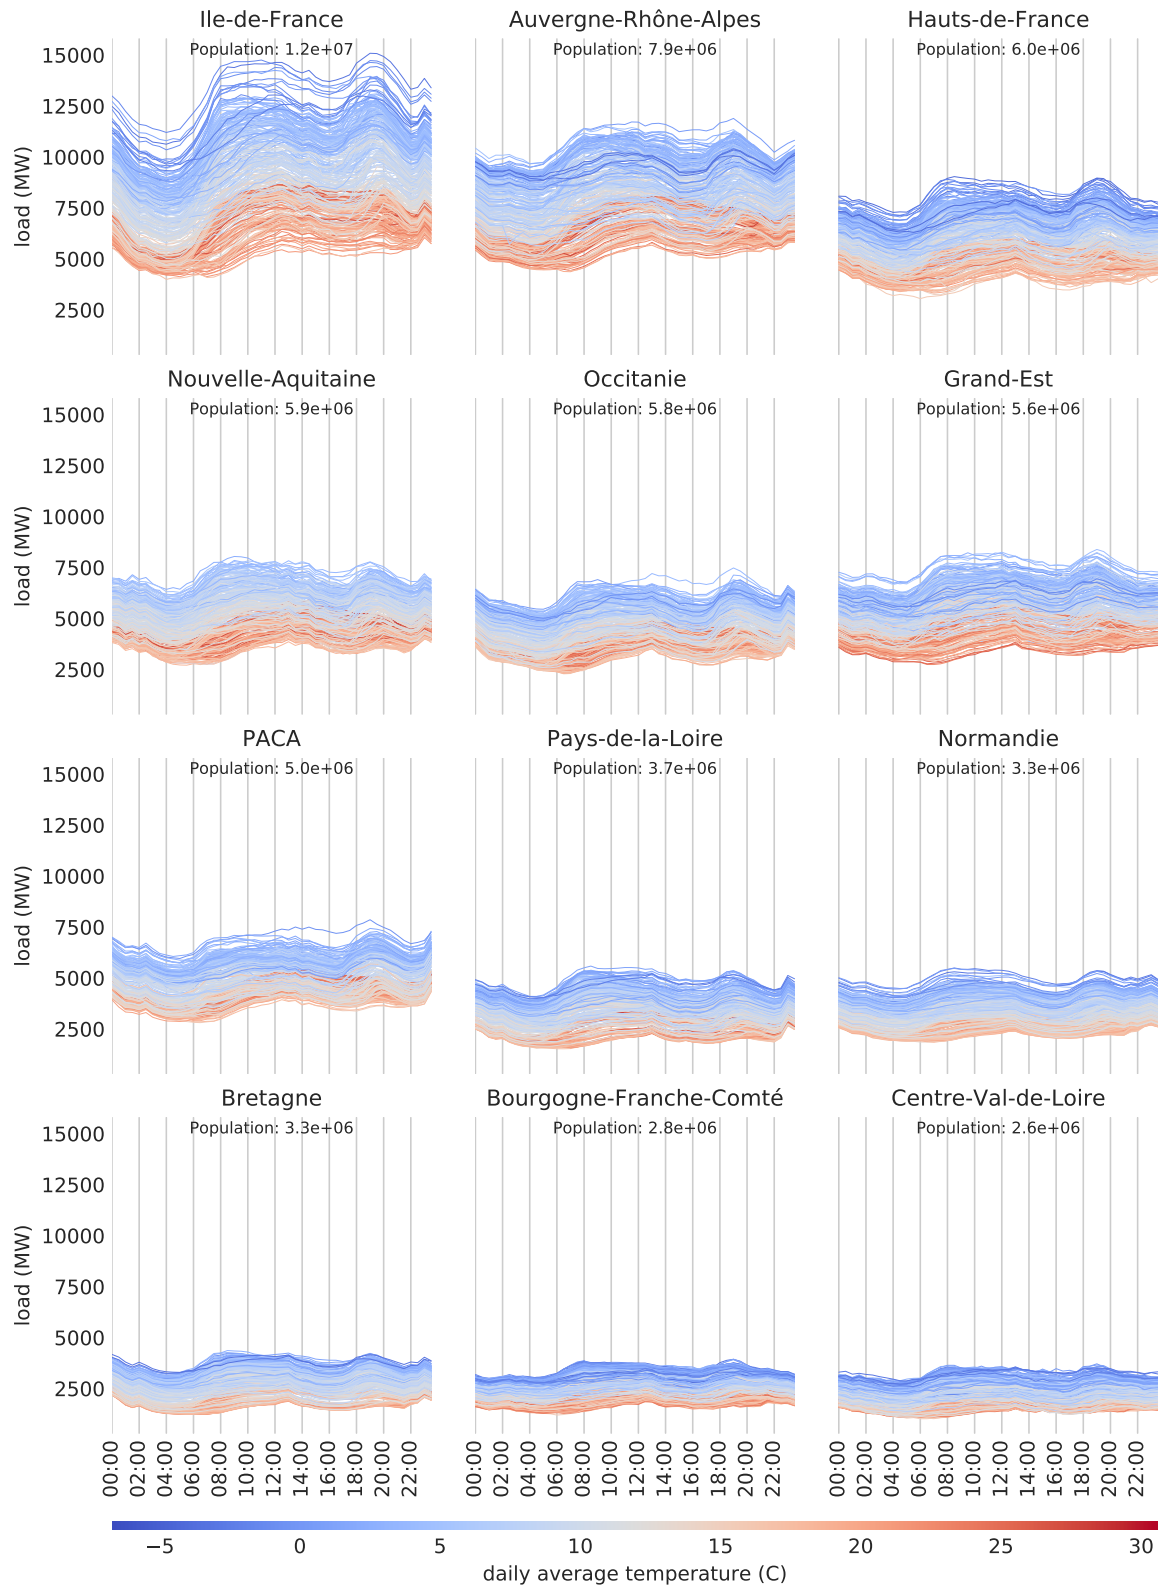 Ile-de-France Auvergne-Rhône-Alpes Hauts-de-France
Population: 1.2e+07 Population: 7.9e+06 Population: 6.0e+06
15000
12500
10000
7500
5000
2500
load (MW)
Nouvelle-Aquitaine Occitanie Grand-Est
Population: 5.9e+06 Population: 5.8e+06 Population: 5.6e+06
15000
12500
10000
7500
5000
2500
load (MW)
PACA Pays-de-la-Loire Normandie
Population: 5.0e+06 Population: 3.7e+06 Population: 3.3e+06
15000
12500
10000
7500
5000
2500
load (MW)
Bretagne Bourgogne-Franche-Comté Centre-Val-de-Loire
Population: 3.3e+06 Population: 2.8e+06 Population: 2.6e+06
15000
12500
10000
7500
5000
2500
load (MW)
00:00 02:00 04:00 06:00 08:00 10:00 12:00 14:00 16:00 18:00 20:00 22:00 00:00 02:00 04:00 06:00 08:00 10:00 12:00 14:00 16:00 18:00 20:00 22:00 00:00 02:00 04:00 06:00 08:00 10:00 12:00 14:00 16:00 18:00 20:00 22:00
−5 0 5 10 15 20 25 30
daily average temperature (C)